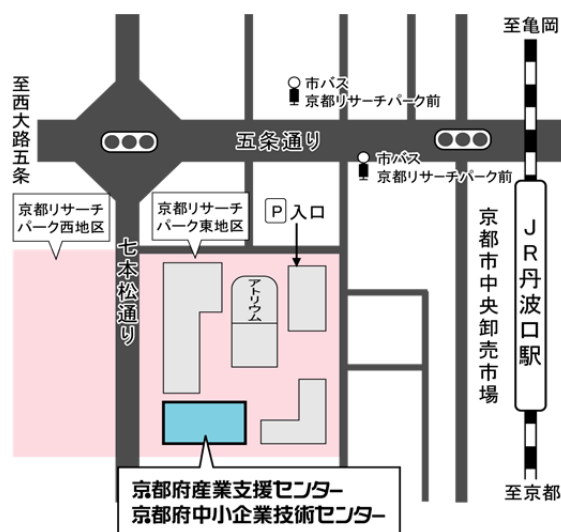 至亀岡
至西大路五条
市バス
京都リサーチパーク前
五条通り
市バス
京都リサーチパーク前
京都リサーチ
パーク西地区
京都リサーチ
パーク東地区
P 入口
七本松通り
アトリウム
京都市中央卸売市場
JR丹波口駅
京都府産業支援センター
京都府中小企業技術センター
至京都